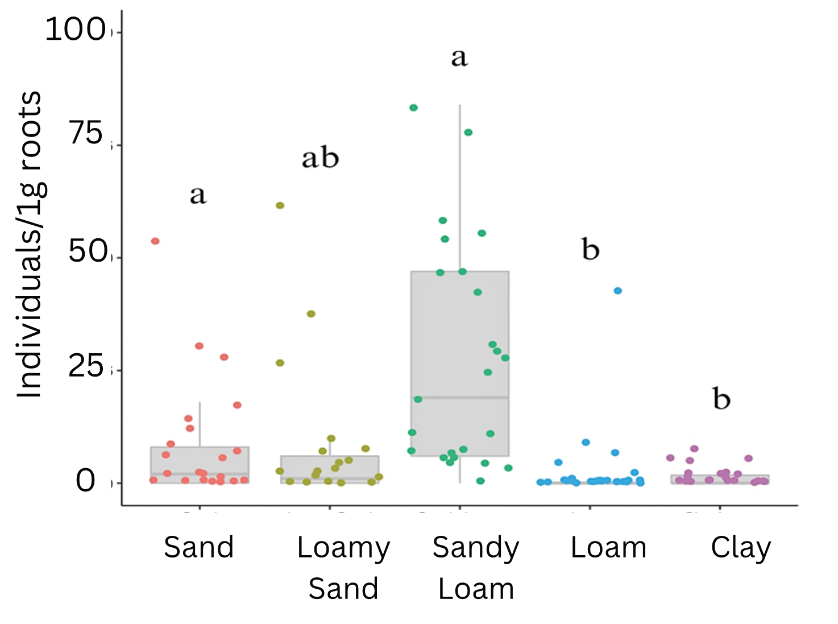 100
a
75
ab
a
Individuals/1g roots
50
b
25
b
0
Sand
Loamy
Sand
Sandy
Loam
Loam
Clay